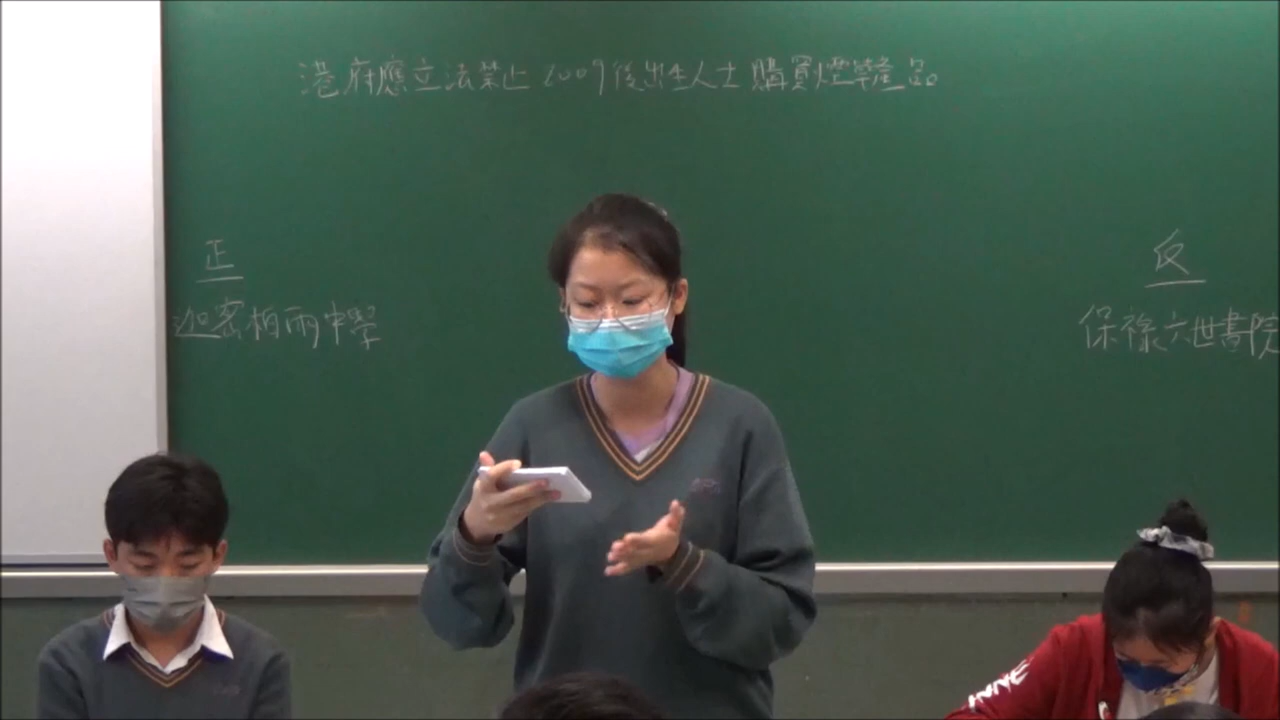 港府應立法禁止2009後出生人士購買煙草產品
正
迦密柏雨中學
反
保祿六世書院